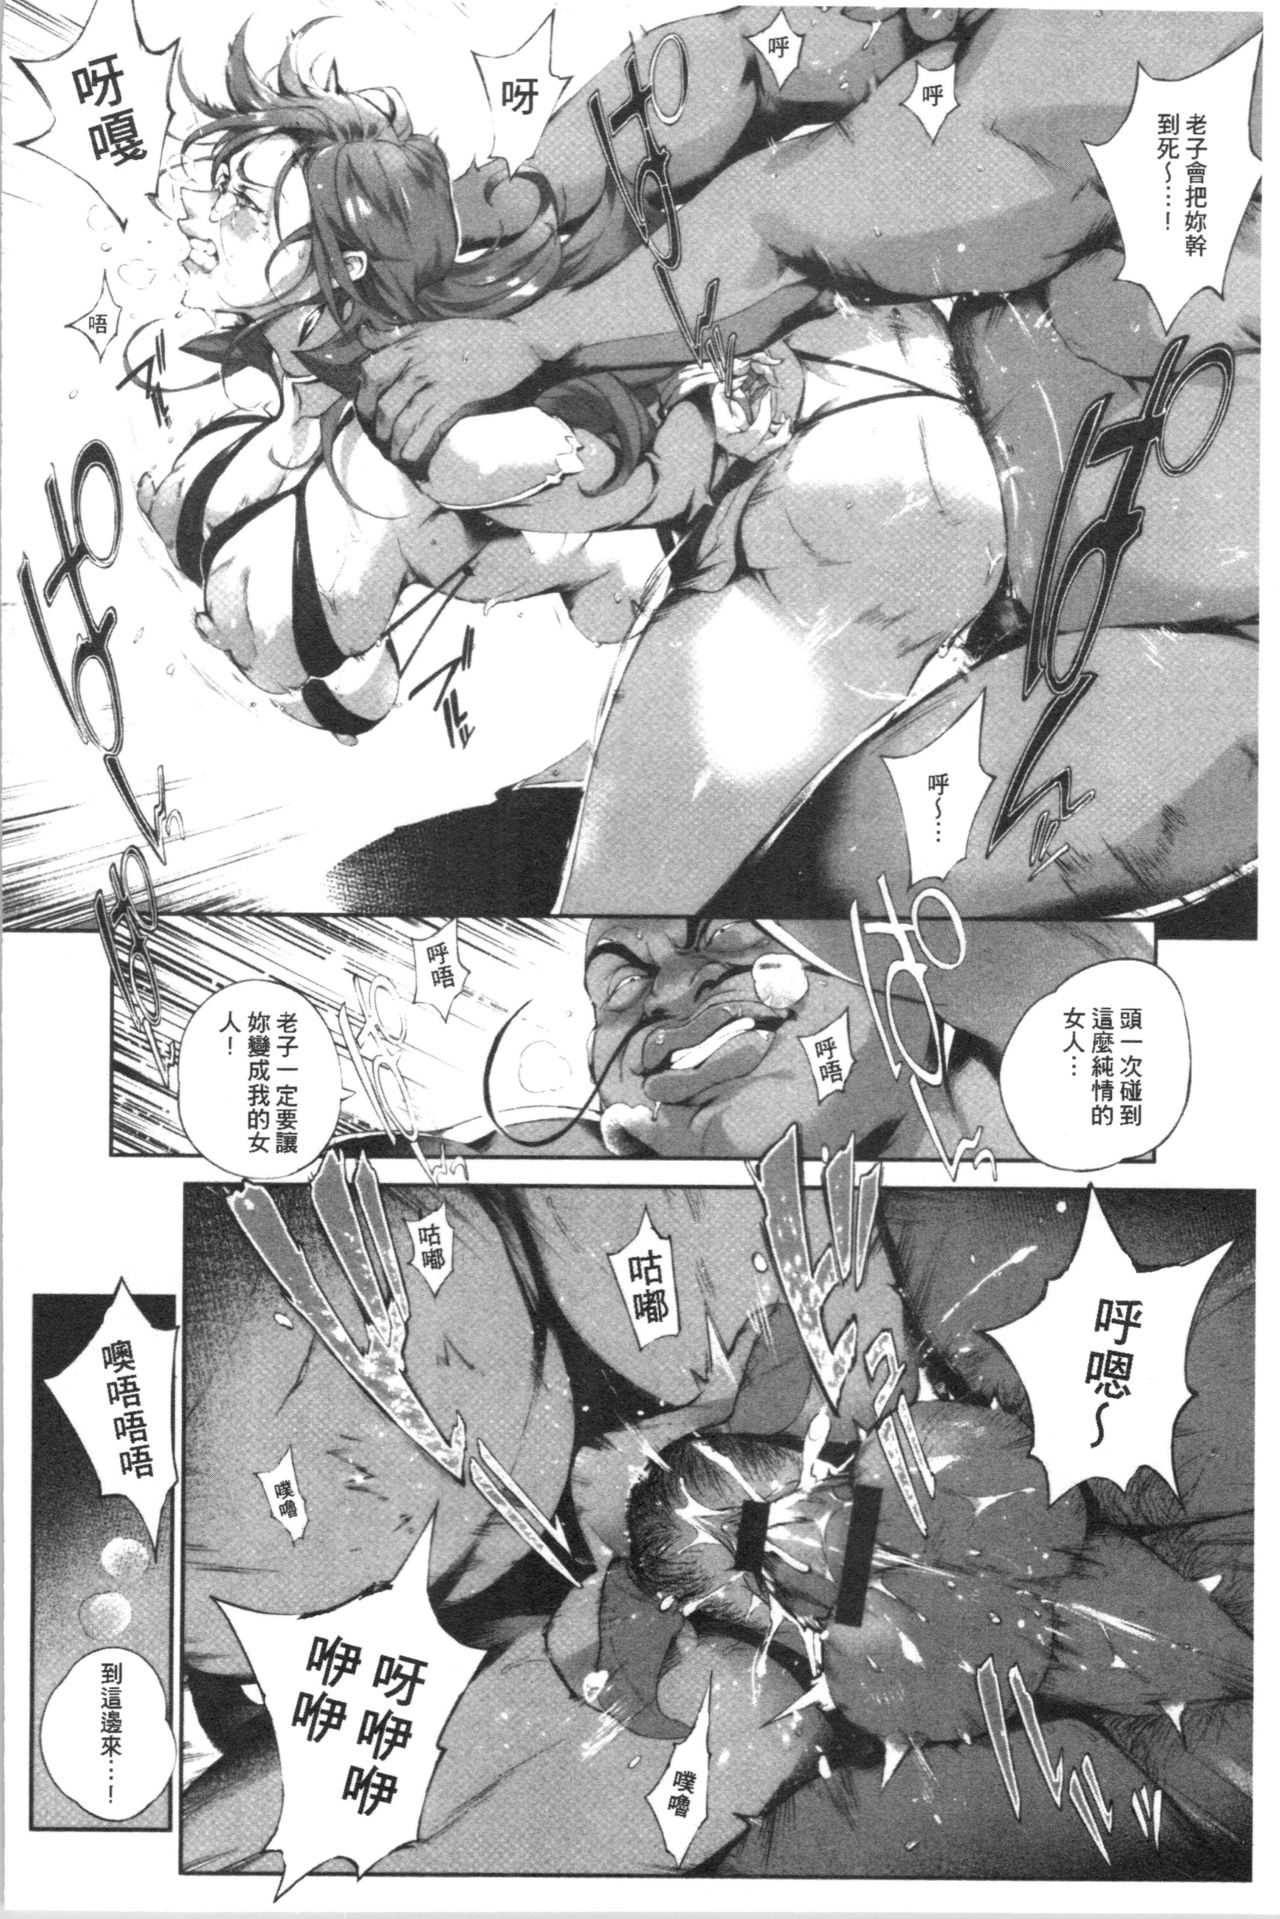 老子會把妳幹
到死～…！
呼
呼
呀
呀嘎
唔
呼～…
頭一次碰到
這麼純情的
女人…
呼唔
呼唔
老子一定要讓
妳變成我的女
人！
呼嗯～
咕嘟
咕嘟
噗嚕
呀咿咿
咿咿
噗嚕
噢唔唔唔
到這邊來…！